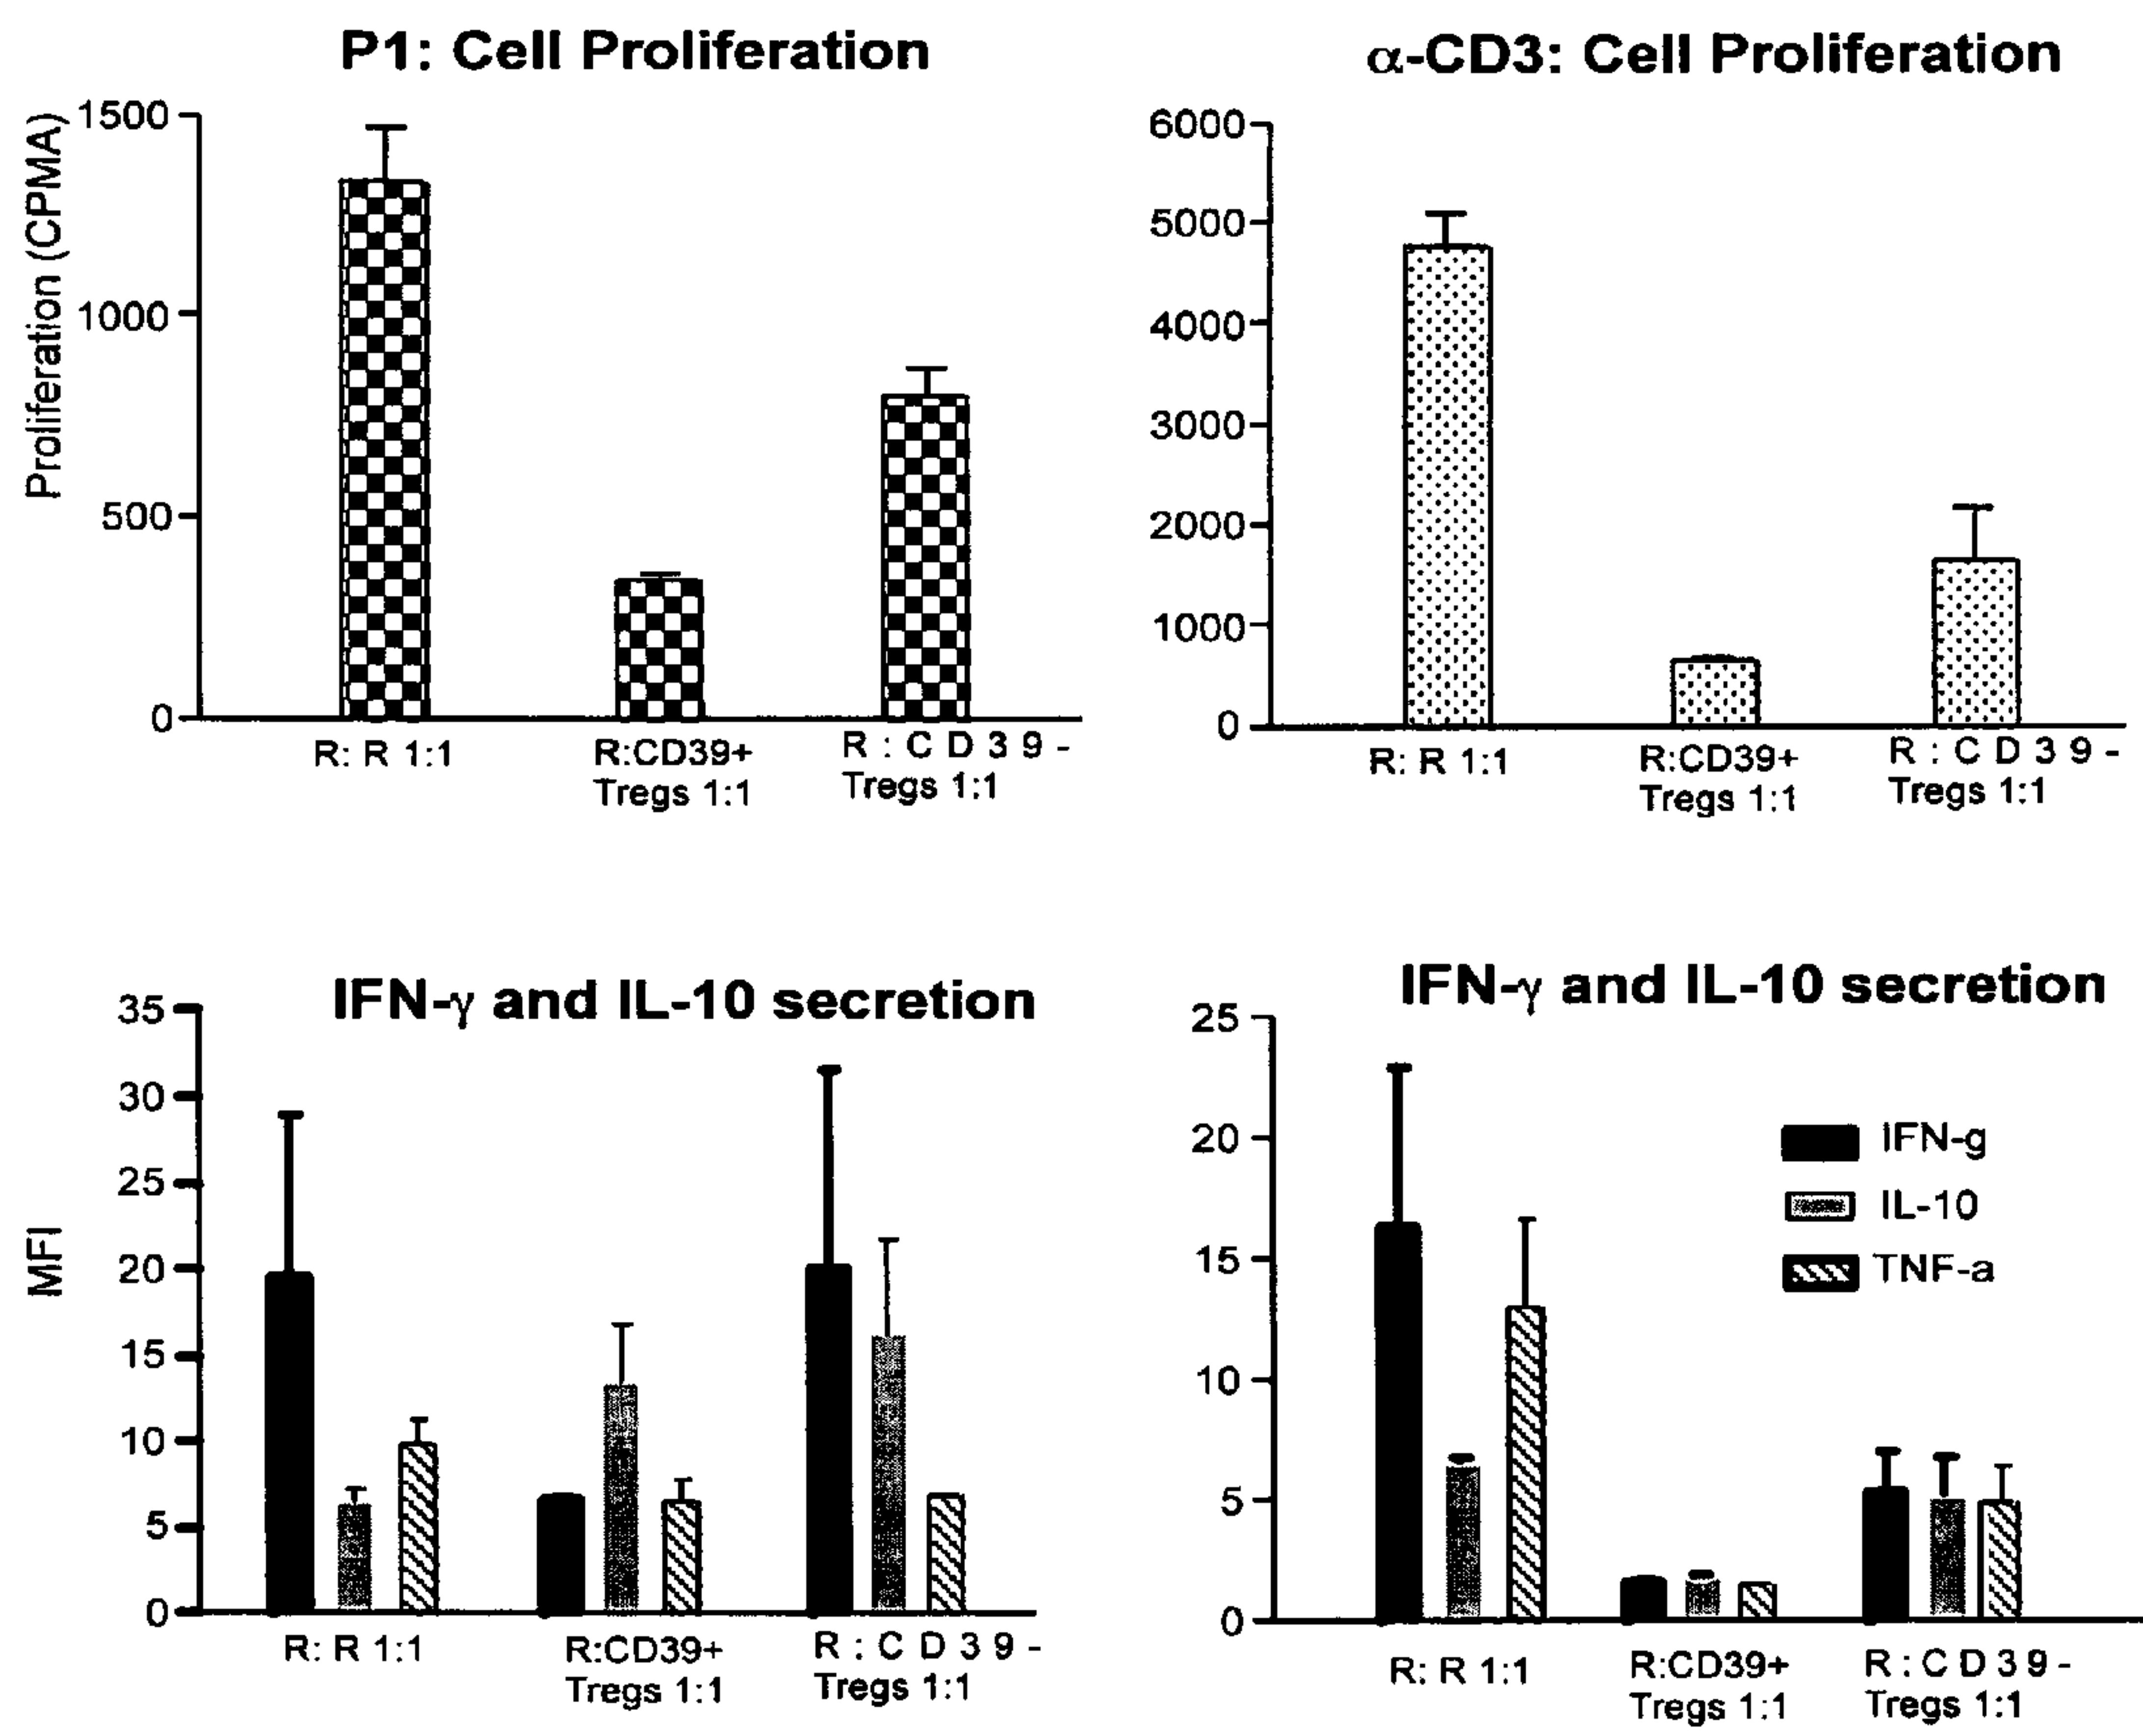 P1: Cell Proliferation
Proliferation (CPMA)
1500
1000
500
0
R: R 1:1
R:CD39+
Tregs 1:1
R : C D 3 9 -
Tregs 1:1
α-CD3: Cell Proliferation
6000
5000
4000
3000
2000
1000
0
R: R 1:1
R:CD39+
Tregs 1:1
R : C D 3 9 -
Tregs 1:1
IFN-γ and IL-10 secretion
MFI
35
30
25
20
15
10
5
0
R: R 1:1
R:CD39+
Tregs 1:1
R : C D 3 9 -
Tregs 1:1
IFN-γ and IL-10 secretion
25
20
15
10
5
0
IFN-g
IL-10
TNF-a
R: R 1:1
R:CD39+
Tregs 1:1
R : C D 3 9 -
Tregs 1:1